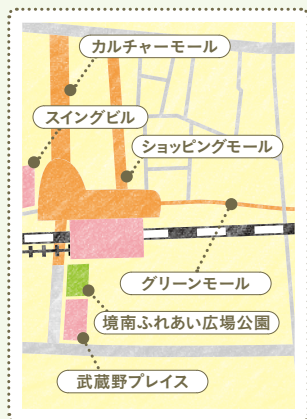 カルチャーモール
スイングビル
ショッピングモール
グリーンモール
境南ふれあい広場公園
武蔵野プレイス